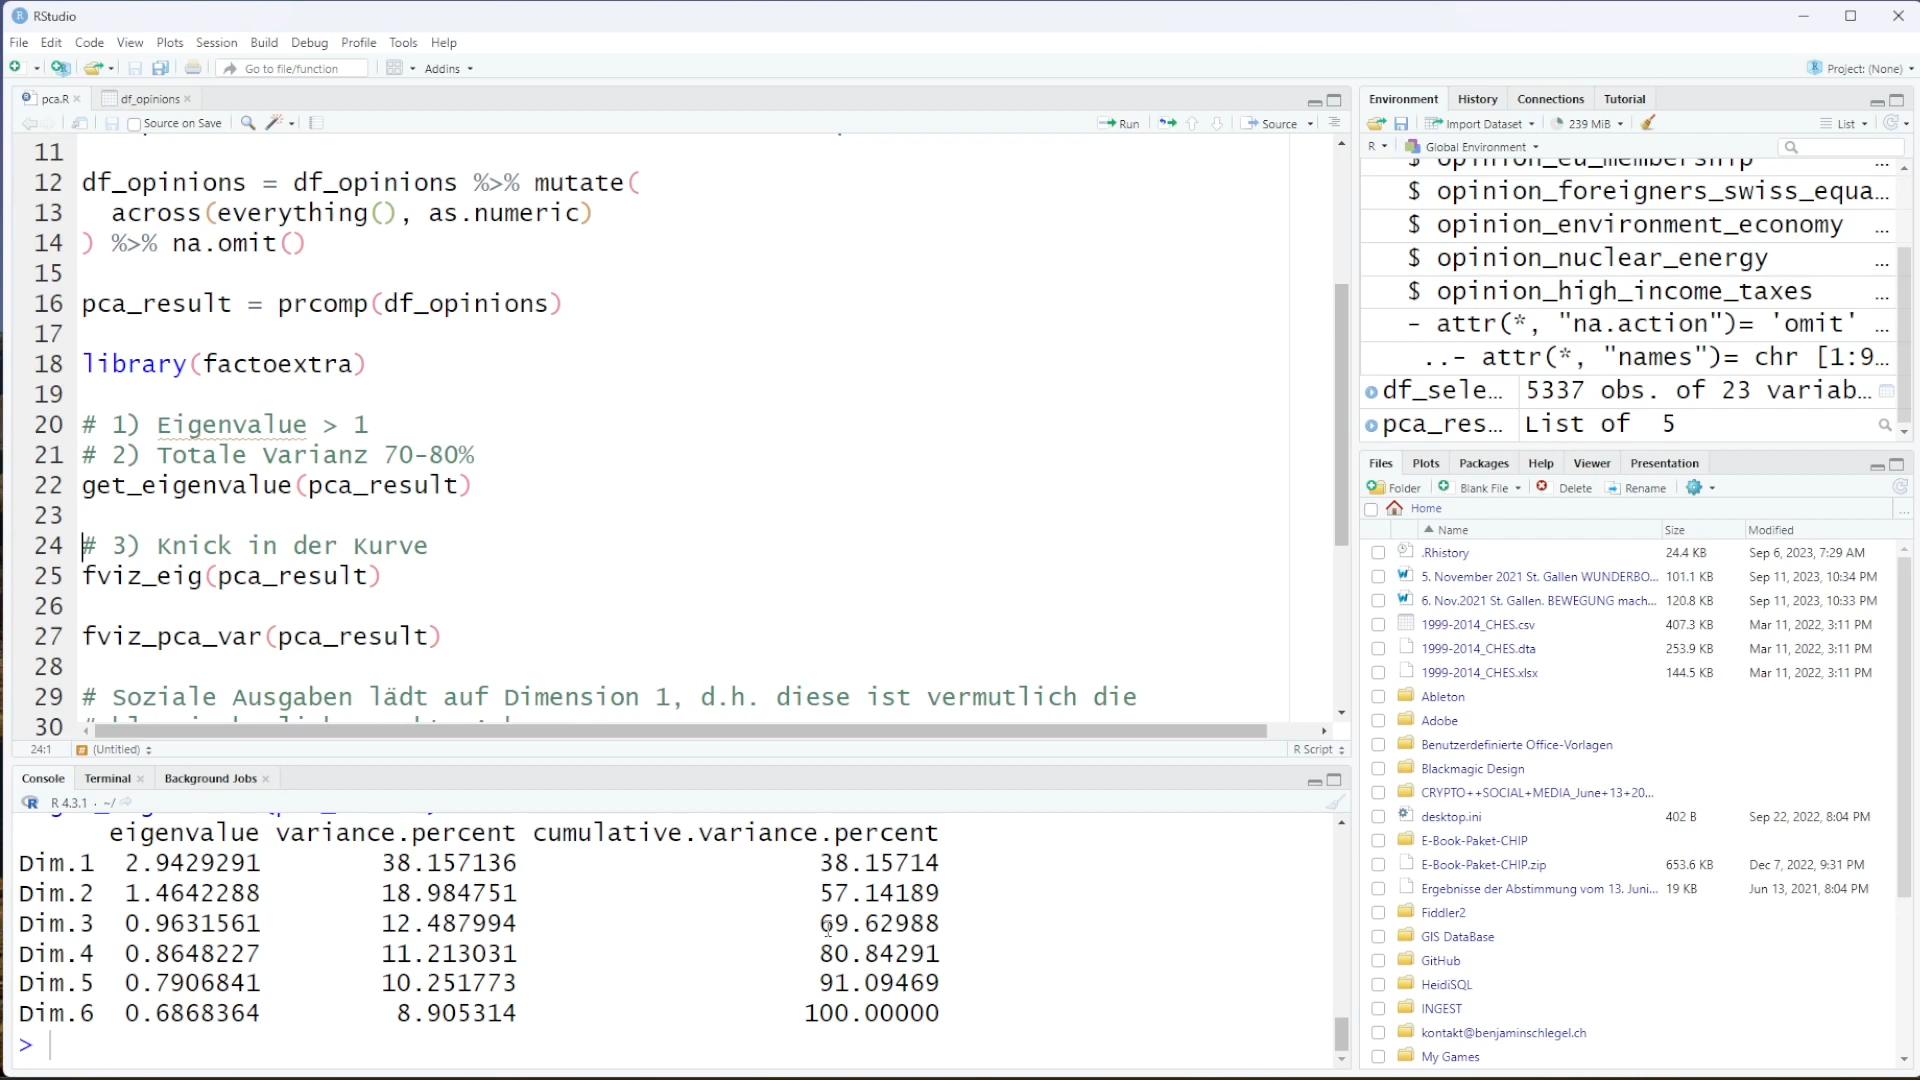 RStudio
File Edit Code View Plots Session Build Debug Profile Tools Help
Go to file/function Addins Project: (None)
pca.R df_opinions
Source on Save Run Source
11
12 df_opinions = df_opinions %>% mutate(
13 across(everything(), as.numeric)
14 ) %>% na.omit()
15
16 pca_result = prcomp(df_opinions)
17
18 library(factoextra)
19
20 # 1) Eigenvalue > 1
21 # 2) Totale Varianz 70-80%
22 get_eigenvalue(pca_result)
23
24 # 3) Knick in der Kurve
25 fviz_eig(pca_result)
26
27 fviz_pca_var(pca_result)
28
29 # Soziale Ausgaben lädt auf Dimension 1, d.h. diese ist vermutlich die
30
24:1 (Untitled) R Script
Console Terminal Background Jobs
R 4.3.1 · ~/
eigenvalue variance.percent cumulative.variance.percent
Dim.1 2.9429291 38.157136 38.15714
Dim.2 1.4642288 18.984751 57.14189
Dim.3 0.9631561 12.487994 69.62988
Dim.4 0.8648227 11.213031 80.84291
Dim.5 0.7906841 10.251773 91.09469
Dim.6 0.6868364 8.905314 100.00000
>
Environment History Connections Tutorial
Import Dataset 239 MiB List
R Global Environment
$ opinion_eu_membership ...
$ opinion_foreigners_swiss_equa...
$ opinion_environment_economy ...
$ opinion_nuclear_energy ...
$ opinion_high_income_taxes ...
- attr(*, "na.action")= 'omit' ...
..- attr(*, "names")= chr [1:9...
df_sele... 5337 obs. of 23 variab...
pca_res... List of 5
Files Plots Packages Help Viewer Presentation
Folder Blank File Delete Rename
Home ...
Name Size Modified
.Rhistory 24.4 KB Sep 6, 2023, 7:29 AM
5. November 2021 St. Gallen WUNDERBO... 101.1 KB Sep 11, 2023, 10:34 PM
6. Nov.2021 St. Gallen. BEWEGUNG mach... 120.8 KB Sep 11, 2023, 10:33 PM
1999-2014_CHES.csv 407.3 KB Mar 11, 2022, 3:11 PM
1999-2014_CHES.dta 253.9 KB Mar 11, 2022, 3:11 PM
1999-2014_CHES.xlsx 144.5 KB Mar 11, 2022, 3:11 PM
Ableton
Adobe
Benutzerdefinierte Office-Vorlagen
Blackmagic Design
CRYPTO++SOCIAL+MEDIA_June+13+20...
desktop.ini 402 B Sep 22, 2022, 8:04 PM
E-Book-Paket-CHIP
E-Book-Paket-CHIP.zip 653.6 KB Dec 7, 2022, 9:31 PM
Ergebnisse der Abstimmung vom 13. Juni... 19 KB Jun 13, 2021, 8:04 PM
Fiddler2
GIS DataBase
GitHub
HeidiSQL
INGEST
kontakt@benjaminschlegel.ch
My Games